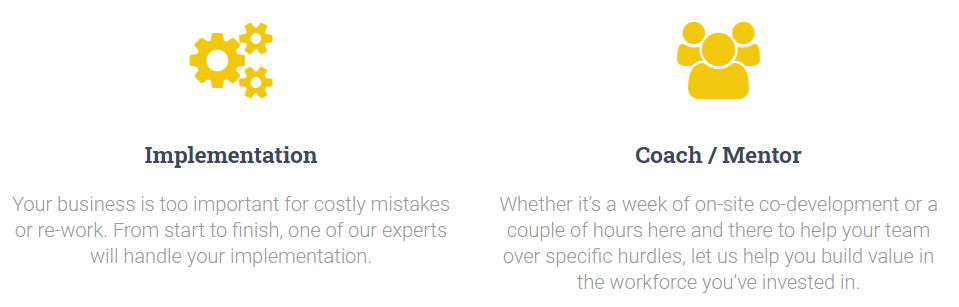 Implementation
Your business is too important for costly mistakes
or re-work. From start to finish, one of our experts
will handle your implementation.
Coach / Mentor
Whether it’s a week of on-site co-development or a
couple of hours here and there to help your team
over specific hurdles, let us help you build value in
the workforce you’ve invested in.